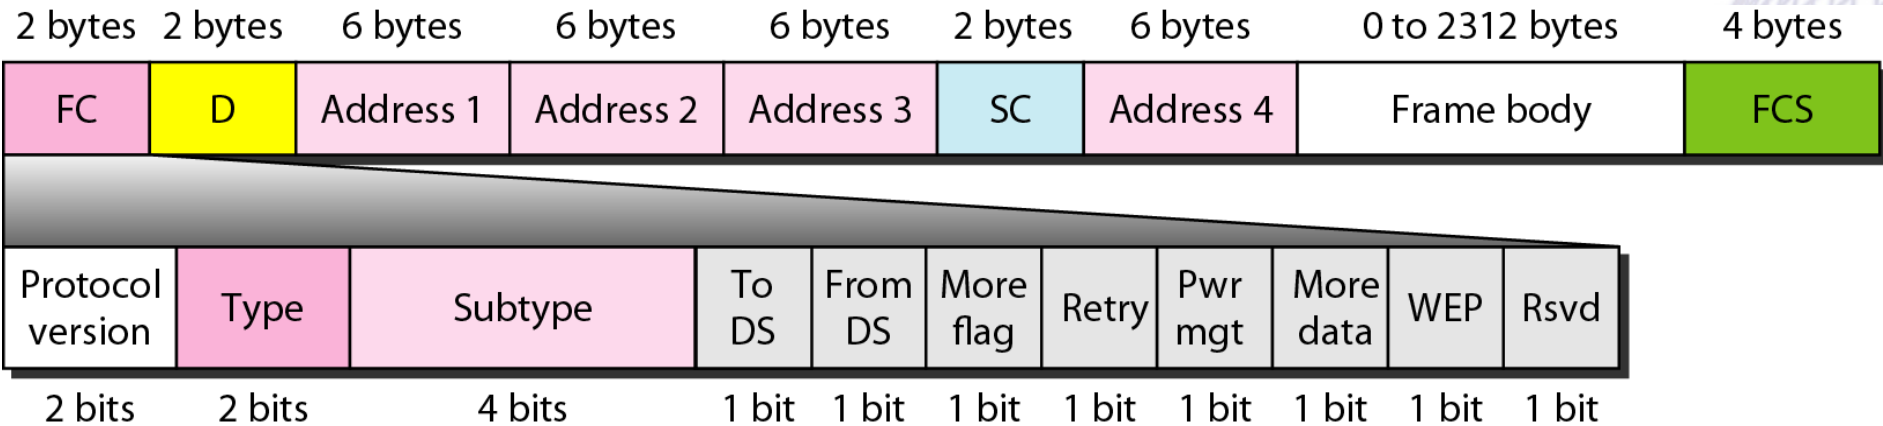 2 bytes 2 bytes 6 bytes 6 bytes 6 bytes 2 bytes 6 bytes 0 to 2312 bytes 4 bytes
FC D Address 1 Address 2 Address 3 SC Address 4 Frame body FCS
Protocol version Type Subtype To DS From DS More flag Retry Pwr mgt More data WEP Rsvd
2 bits 2 bits 4 bits 1 bit 1 bit 1 bit 1 bit 1 bit 1 bit 1 bit 1 bit